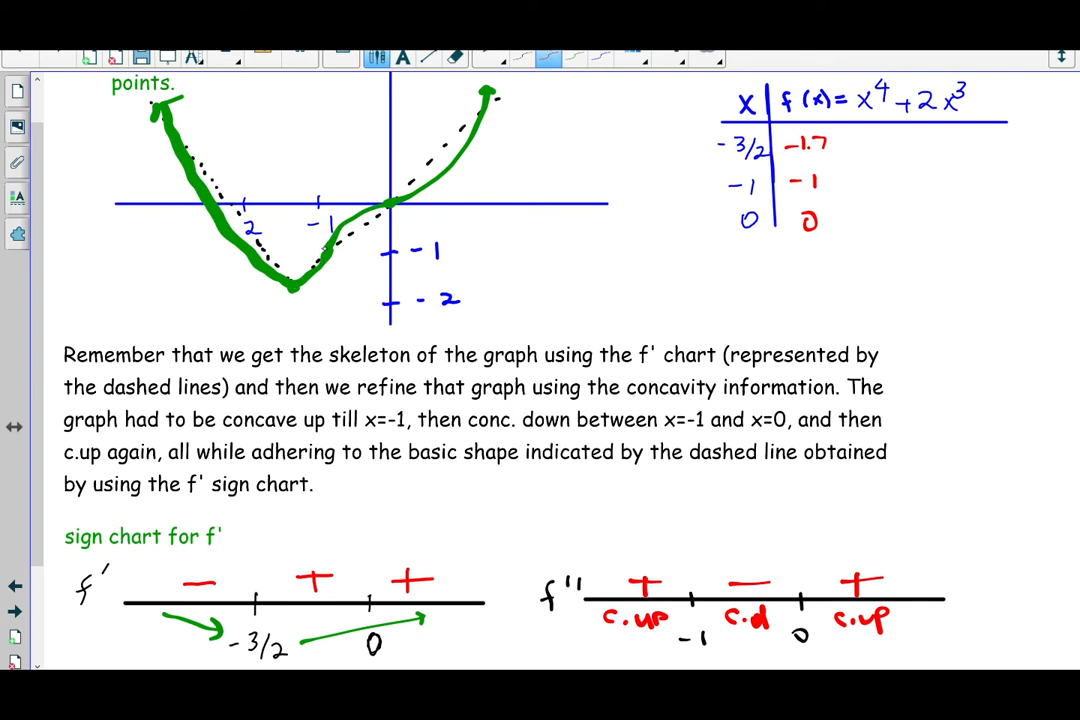 points.
x f(x) = x⁴ + 2x³
-3/2 -1.7
-1 -1
0 0
2 -1
-1
-2
Remember that we get the skeleton of the graph using the f' chart (represented by
the dashed lines) and then we refine that graph using the concavity information. The
graph had to be concave up till x=-1, then conc. down between x=-1 and x=0, and then
c.up again, all while adhering to the basic shape indicated by the dashed line obtained
by using the f' sign chart.
sign chart for f'
f' − + +
-3/2 0
f'' + − +
c.up c.d c.up
-1 0